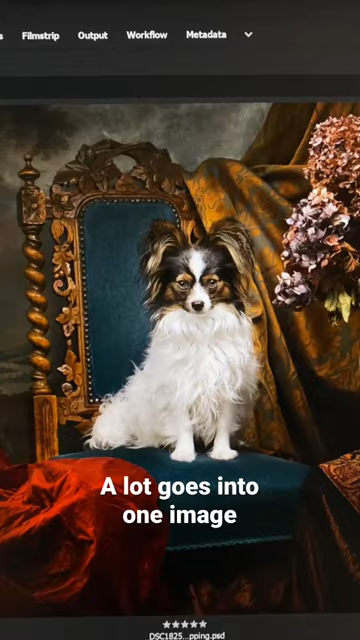 s Filmstrip Output Workflow Metadata
A lot goes into
one image
DSC1825...pping.psd